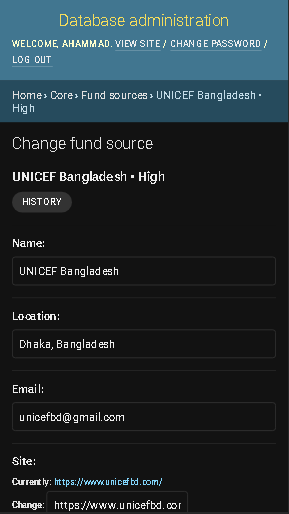 Database administration
WELCOME, AHAMMAD. VIEW SITE / CHANGE PASSWORD /
LOG OUT
Home › Core › Fund sources › UNICEF Bangladesh •
High
Change fund source
UNICEF Bangladesh • High
HISTORY
Name:
UNICEF Bangladesh
Location:
Dhaka, Bangladesh
Email:
unicefbd@gmail.com
Site:
Currently: https://www.unicefbd.com/
Change: https://www.unicefbd.cor